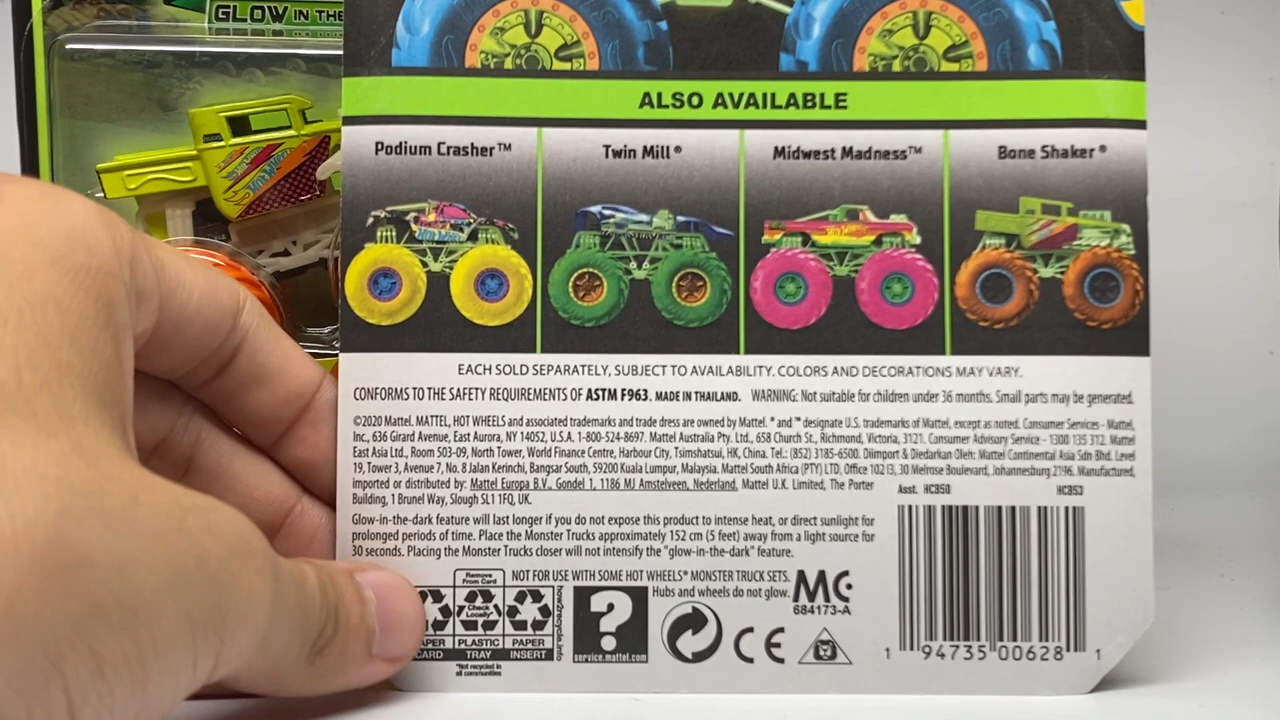 GLOW IN THE
ALSO AVAILABLE
Podium Crasher™
Twin Mill®
Midwest Madness™
Bone Shaker®
EACH SOLD SEPARATELY, SUBJECT TO AVAILABILITY. COLORS AND DECORATIONS MAY VARY.
CONFORMS TO THE SAFETY REQUIREMENTS OF ASTM F963. MADE IN THAILAND. WARNING: Not suitable for children under 36 months. Small parts may be generated.
©2020 Mattel. MATTEL, HOT WHEELS and associated trademarks and trade dress are owned by Mattel. ® and ™ designate U.S. trademarks of Mattel, except as noted. Consumer Services - Mattel,
Inc., 636 Girard Avenue, East Aurora, NY 14052, U.S.A. 1-800-524-8697. Mattel Australia Pty. Ltd., 658 Church St., Richmond, Victoria, 3121. Consumer Advisory Service - 1300 135 312. Mattel
East Asia Ltd., Room 503-09, North Tower, World Finance Centre, Harbour City, Tsimshatsui, HK, China. Tel.: (852) 3185-6500. Diimport & Diedarkan Oleh: Mattel Continental Asia Sdn Bhd. Level
19, Tower 3, Avenue 7, No. 8 Jalan Kerinchi, Bangsar South, 59200 Kuala Lumpur, Malaysia. Mattel South Africa (PTY) LTD, Office 102 I3, 30 Melrose Boulevard, Johannesburg 2196. Manufactured,
imported or distributed by: Mattel Europa B.V., Gondel 1, 1186 MJ Amstelveen, Nederland. Mattel U.K. Limited, The Porter
Building, 1 Brunel Way, Slough SL1 1FQ, UK.
Asst. HCB50 HCB53
Glow-in-the-dark feature will last longer if you do not expose this product to intense heat, or direct sunlight for
prolonged periods of time. Place the Monster Trucks approximately 152 cm (5 feet) away from a light source for
30 seconds. Placing the Monster Trucks closer will not intensify the "glow-in-the-dark" feature.
NOT FOR USE WITH SOME HOT WHEELS® MONSTER TRUCK SETS.
Hubs and wheels do not glow.
Remove
From Card
Check
Locally*
APER
CARD
PLASTIC
TRAY
PAPER
INSERT
*Not recycled in
all communities
how2recycle.info
?
service.mattel.com
MC
684173-A
CE
1 94735 00628 1